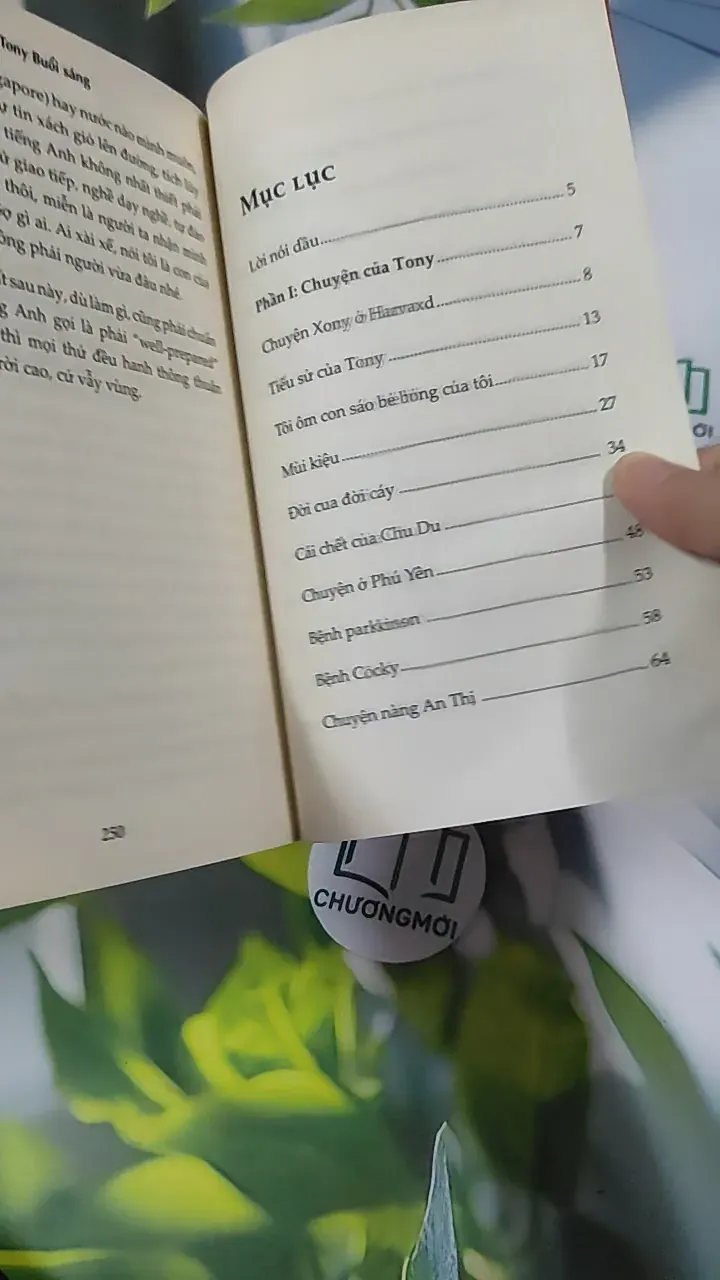 Tony Buổi sáng
gapore) hay nước nào mình muốn,
tin xách giỏ lên đường, tích lũy
tiếng Anh không nhất thiết phải
giao tiếp, nghề dạy nghề, tự đào
thôi, miễn là người ta nhận mình
gì ai. Ai xài xể, nói tôi là con của
ông phải người vừa đâu nhé.
sau này, dù làm gì, cũng phải chuẩn
g Anh gọi là phải "well-prepared"
thì mọi thứ đều hanh thông thuận
rời cao, cứ vẫy vùng.
250
MỤC LỤC
Lời nói đầu 5
Phần I: Chuyện của Tony 7
Chuyện Xony ở Harvaxd 8
Tiểu sử của Tony 13
Tôi ôm con sáo bé bỏng của tôi 17
Mùi kiệu 27
Đời cua đời cáy 34
Cái chết của Chu Du
Chuyện ở Phú Yên 48
Bệnh parkkinson 53
Bệnh Cocky 58
Chuyện nàng An Thị 64
CHƯƠNGMỚI
ỚI